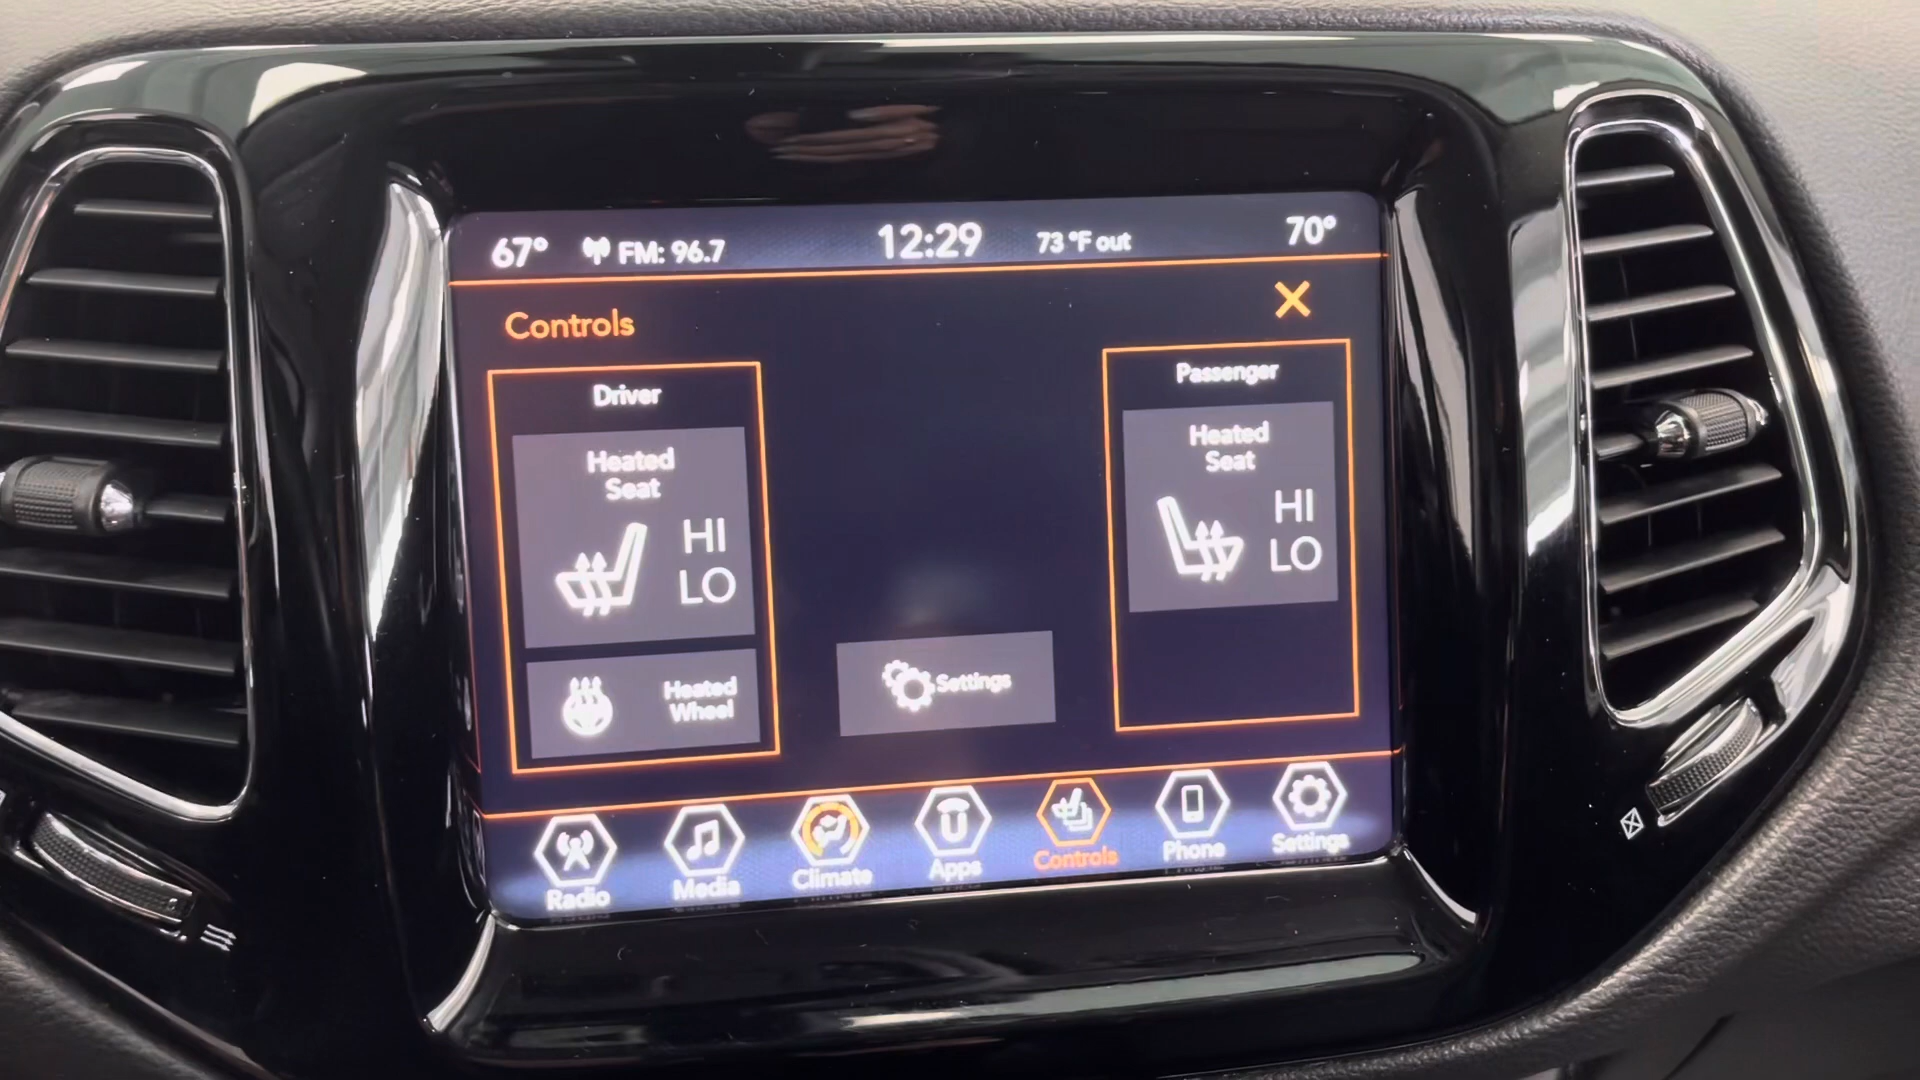 67° FM: 96.7 12:29 73 °F out 70°
Controls
Driver
Heated
Seat
HI
LO
Heated
Wheel
Settings
Passenger
Heated
Seat
HI
LO
Radio Media Climate Apps Controls Phone Settings